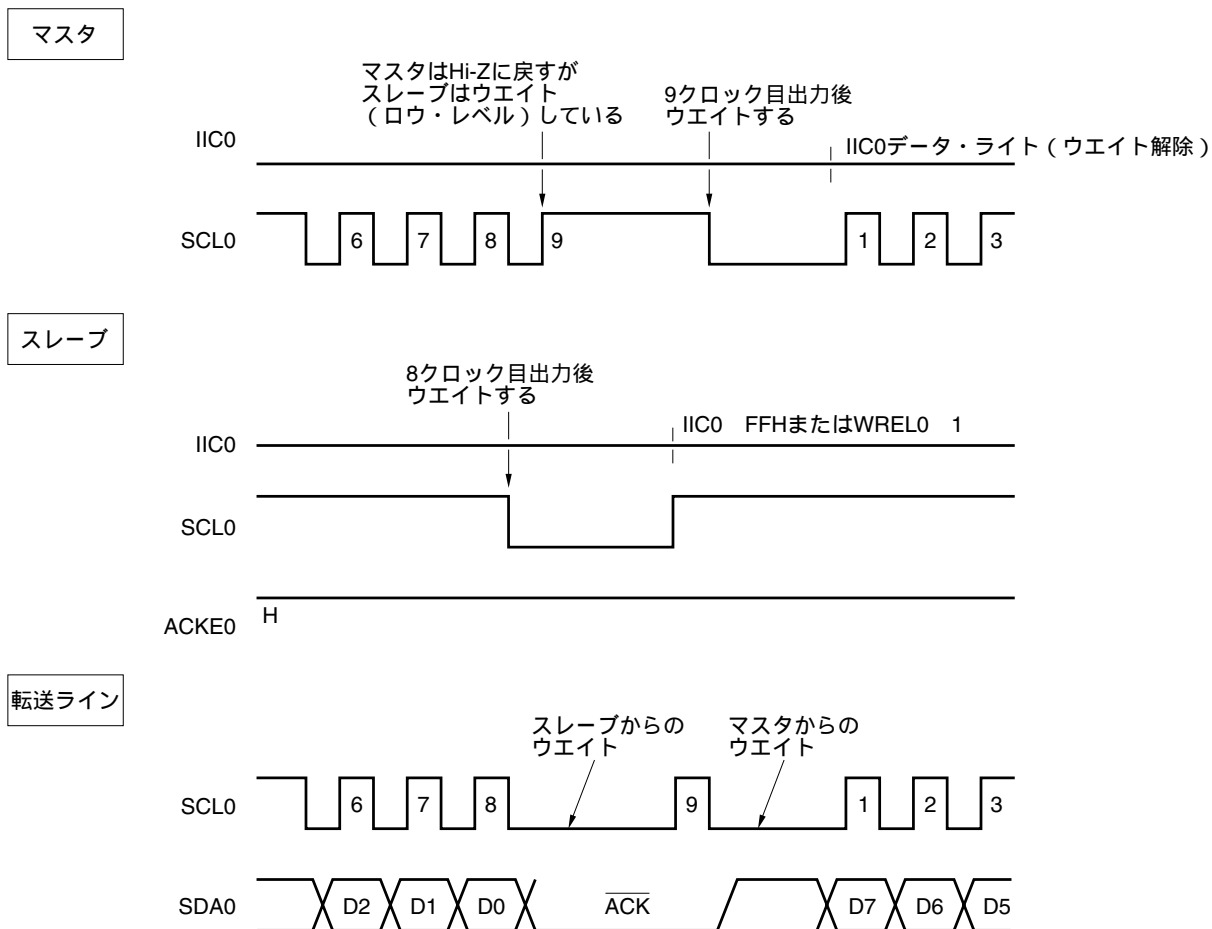 マスタ
マスタはHi-Zに戻すが
スレーブはウエイト
(ロウ・レベル)している
9クロック目出力後
ウエイトする
IIC0
IIC0データ・ライト(ウエイト解除)
SCL0
6 7 8 9 1 2 3
スレーブ
8クロック目出力後
ウエイトする
IIC0 FFHまたはWREL0 1
IIC0
SCL0
H
ACKE0
転送ライン
スレーブからの
ウエイト
マスタからの
ウエイト
SCL0
6 7 8 9 1 2 3
SDA0
D2 D1 D0 ACK D7 D6 D5